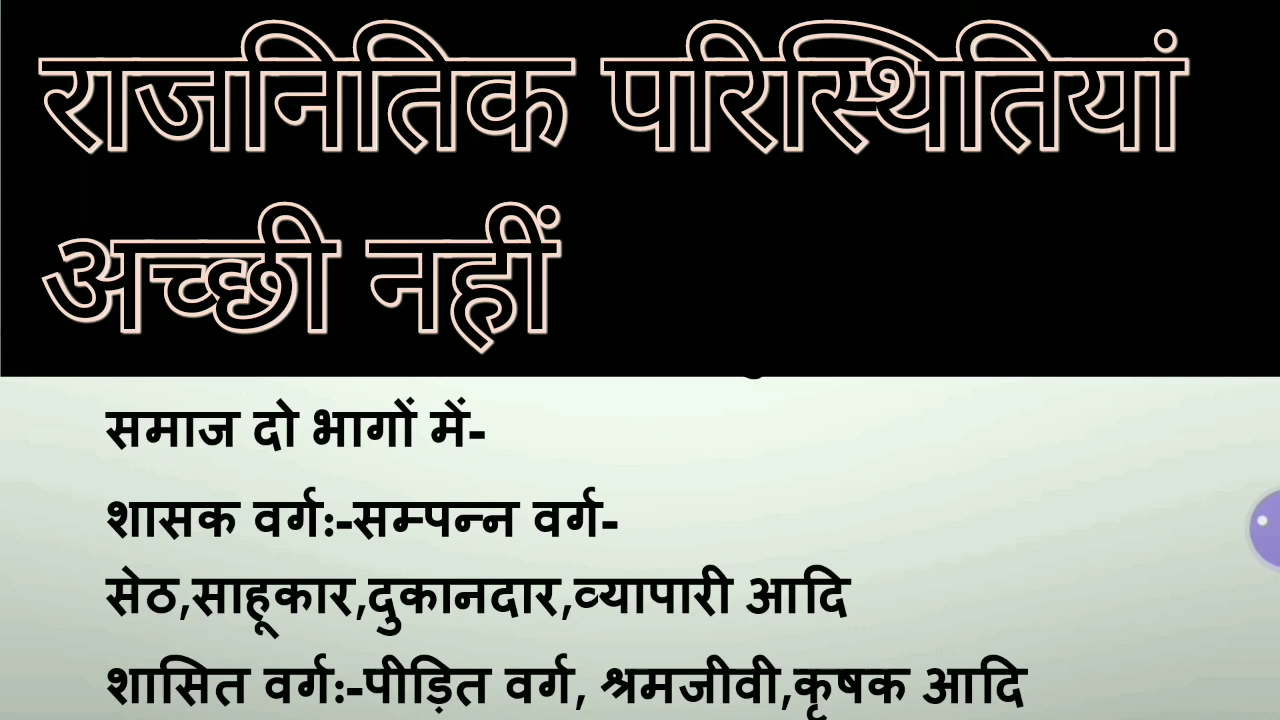 राजनितिक परिस्थितियां
अच्छी नहीं
समाज दो भागों में-
शासक वर्गः-सम्पन्न वर्ग-
सेठ,साहूकार,दुकानदार,व्यापारी आदि
शासित वर्गः-पीड़ित वर्ग, श्रमजीवी,कृषक आदि